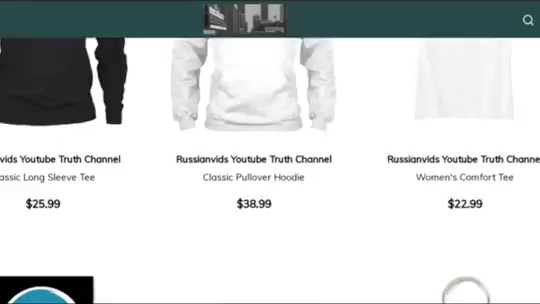 vids Youtube Truth Channel
assic Long Sleeve Tee
$25.99
Russianvids Youtube Truth Channel
Classic Pullover Hoodie
$38.99
Russianvids Youtube Truth Channe
Women's Comfort Tee
$22.99